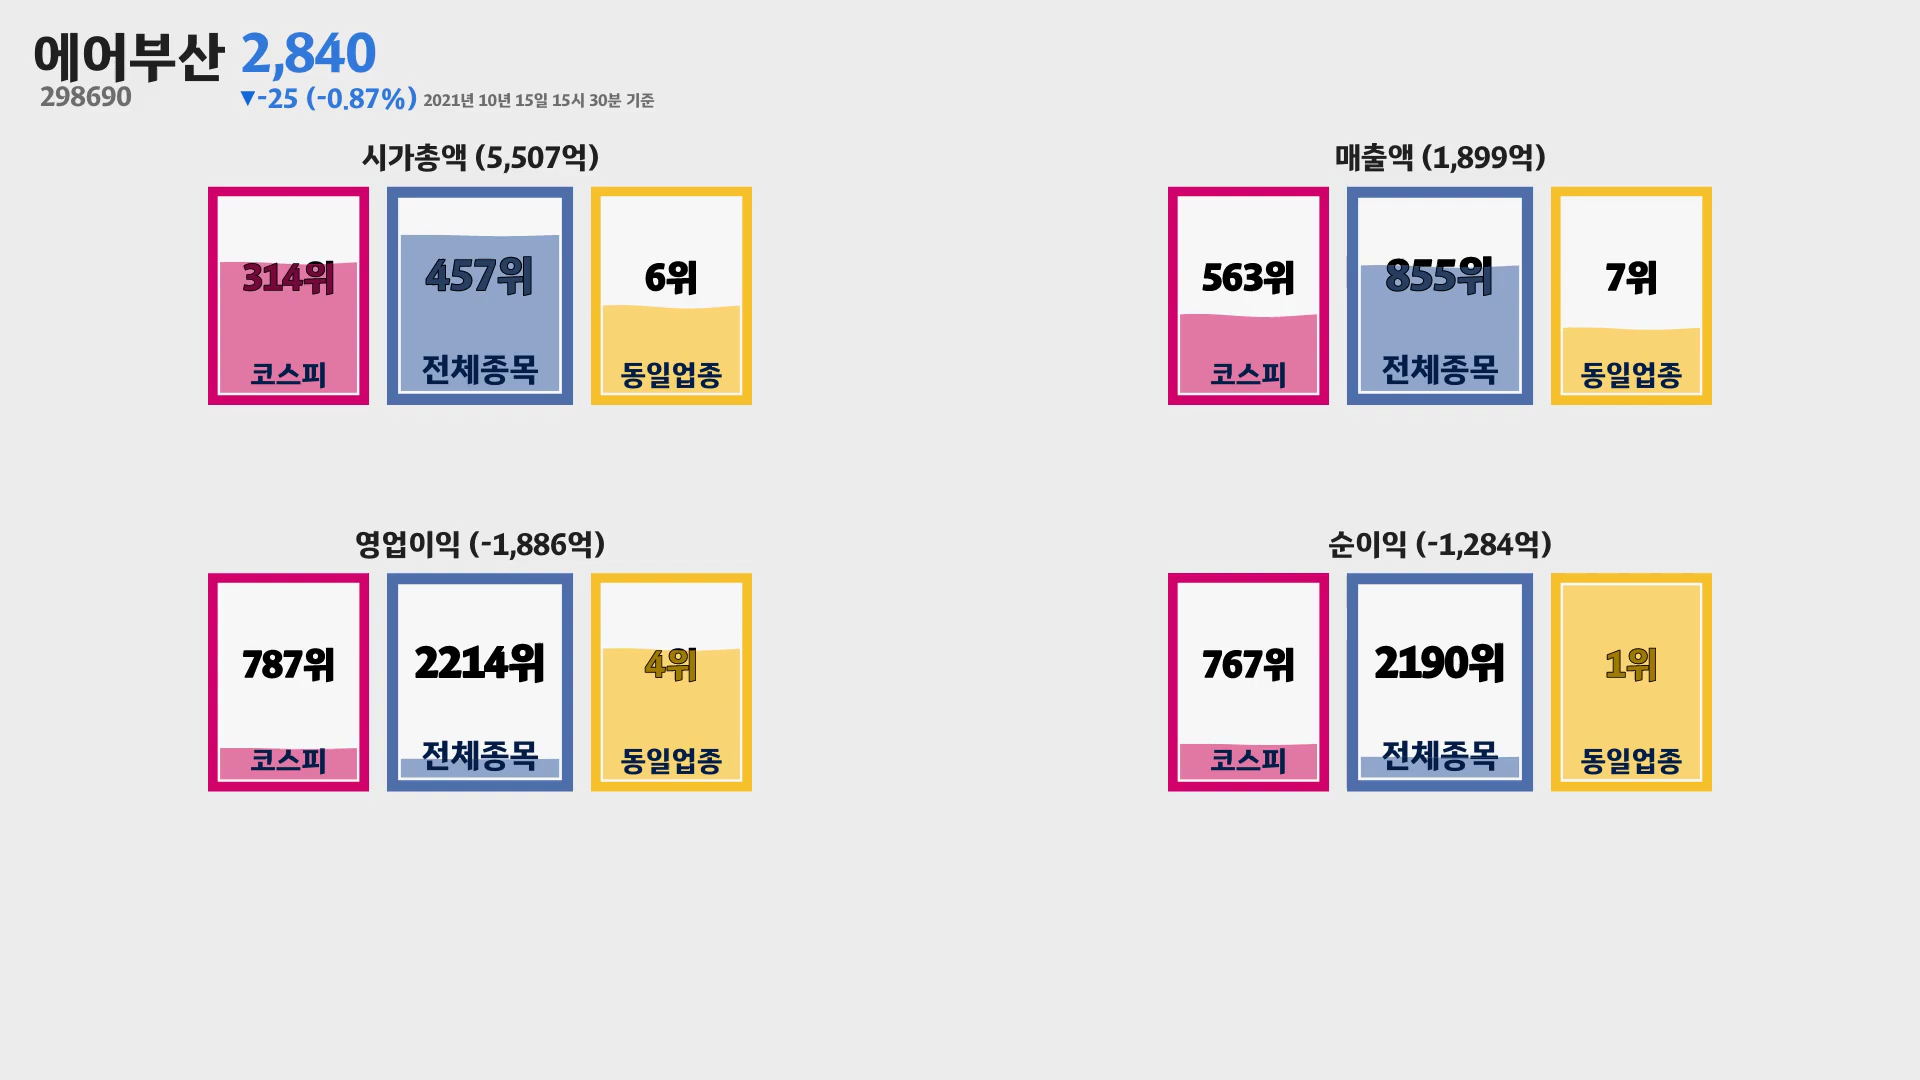 에어부산 2,840
298690
▼-25 (-0.87%) 2021년 10년 15일 15시 30분 기준
시가총액 (5,507억)
314위 457위 6위
코스피 전체종목 동일업종
매출액 (1,899억)
563위 855위 7위
코스피 전체종목 동일업종
영업이익 (-1,886억)
787위 2214위 4위
코스피 전체종목 동일업종
순이익 (-1,284억)
767위 2190위 1위
코스피 전체종목 동일업종